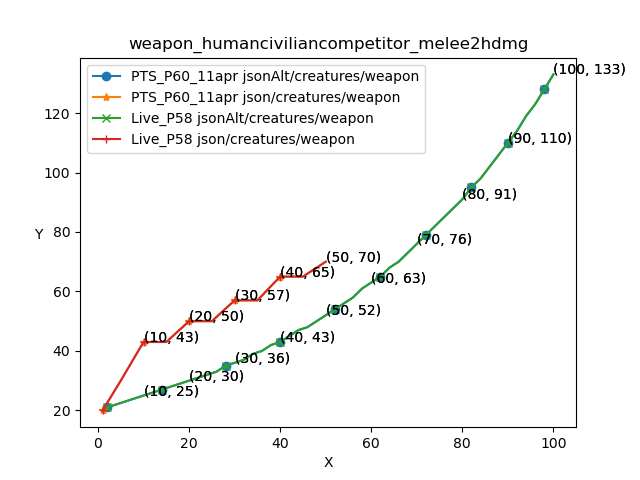 weapon_humanciviliancompetitor_melee2hdmg
PTS_P60_11apr jsonAlt/creatures/weapon
PTS_P60_11apr json/creatures/weapon
Live_P58 jsonAlt/creatures/weapon
Live_P58 json/creatures/weapon
(100, 133)
120
(90, 110)
100
(80, 91)
80
Y
(70, 76)
(50, 70)
(40, 65)
(60, 63)
60
(30, 57)
(20, 50)
(50, 52)
(10, 43)
(40, 43)
40
(30, 36)
(20, 30)
(10, 25)
20
0 20 40 60 80 100
X